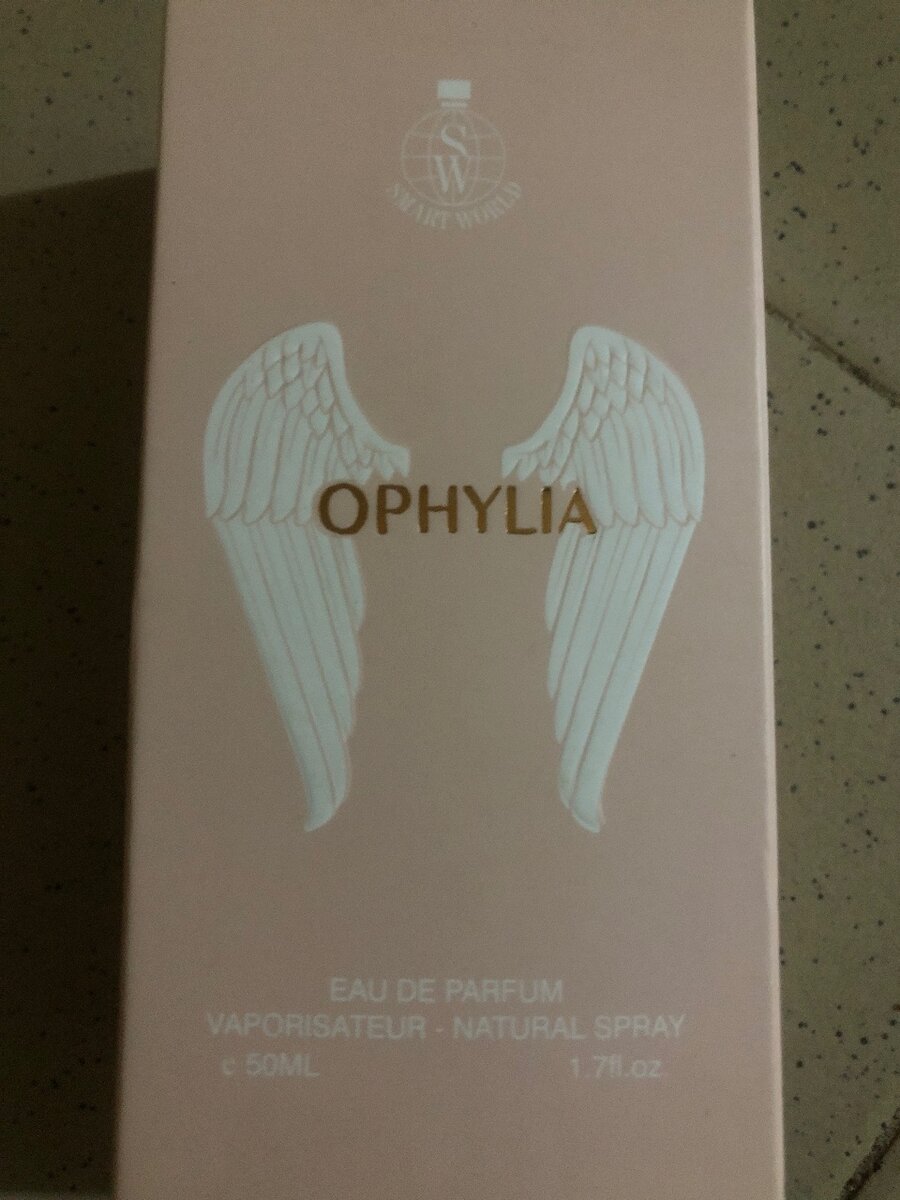 SW
SMART WORLD
OPHYLIA
EAU DE PARFUM
VAPORISATEUR - NATURAL SPRAY
e 50ML 1.7fl.oz